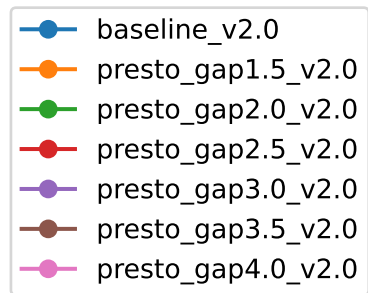 baseline_v2.0
presto_gap1.5_v2.0
presto_gap2.0_v2.0
presto_gap2.5_v2.0
presto_gap3.0_v2.0
presto_gap3.5_v2.0
presto_gap4.0_v2.0